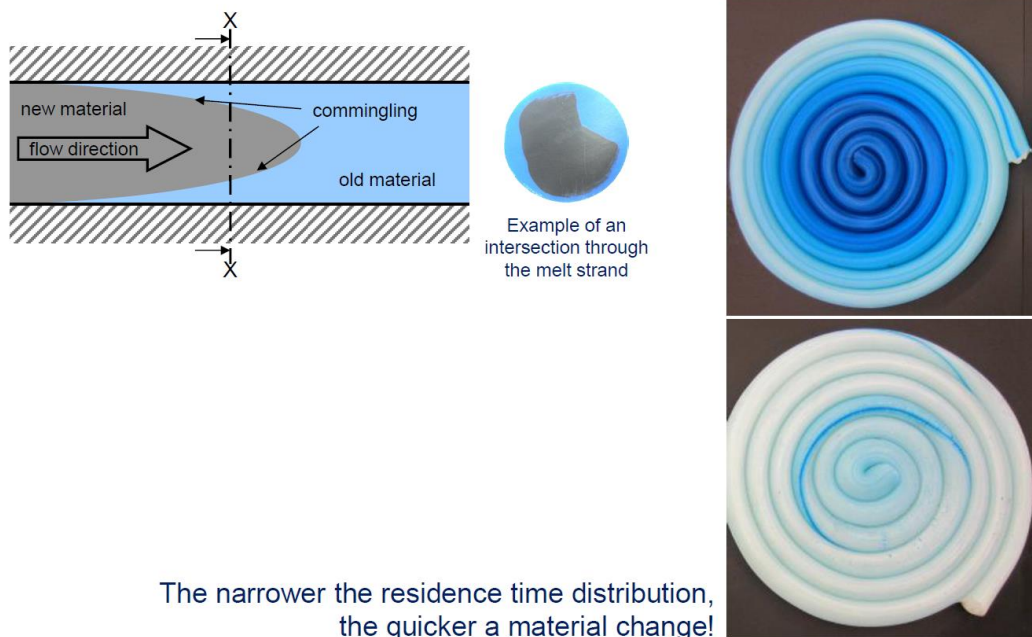 X
new material
commingling
flow direction
old material
X
Example of an
intersection through
the melt strand
The narrower the residence time distribution,
the quicker a material change!